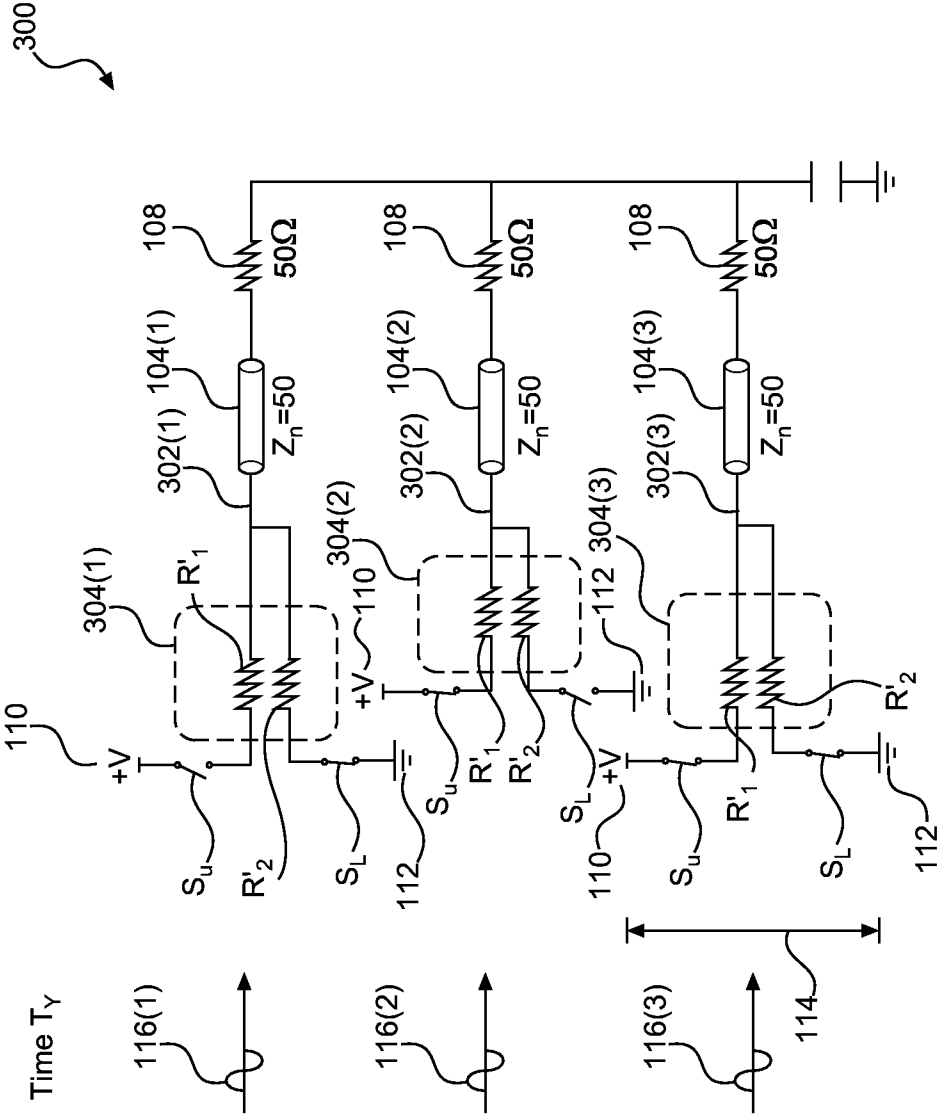 300
Time T_Y
116(1)
110
+V
S_u
R'_2
S_L
112
304(1)
R'_1
302(1)
104(1)
Z_n=50
108
50Ω
116(2)
+V
110
S_u
R'_1
R'_2
S_L
112
304(2)
302(2)
104(2)
Z_n=50
108
50Ω
116(3)
114
110
+V
S_u
R'_1
R'_2
S_L
112
304(3)
302(3)
104(3)
Z_n=50
108
50Ω